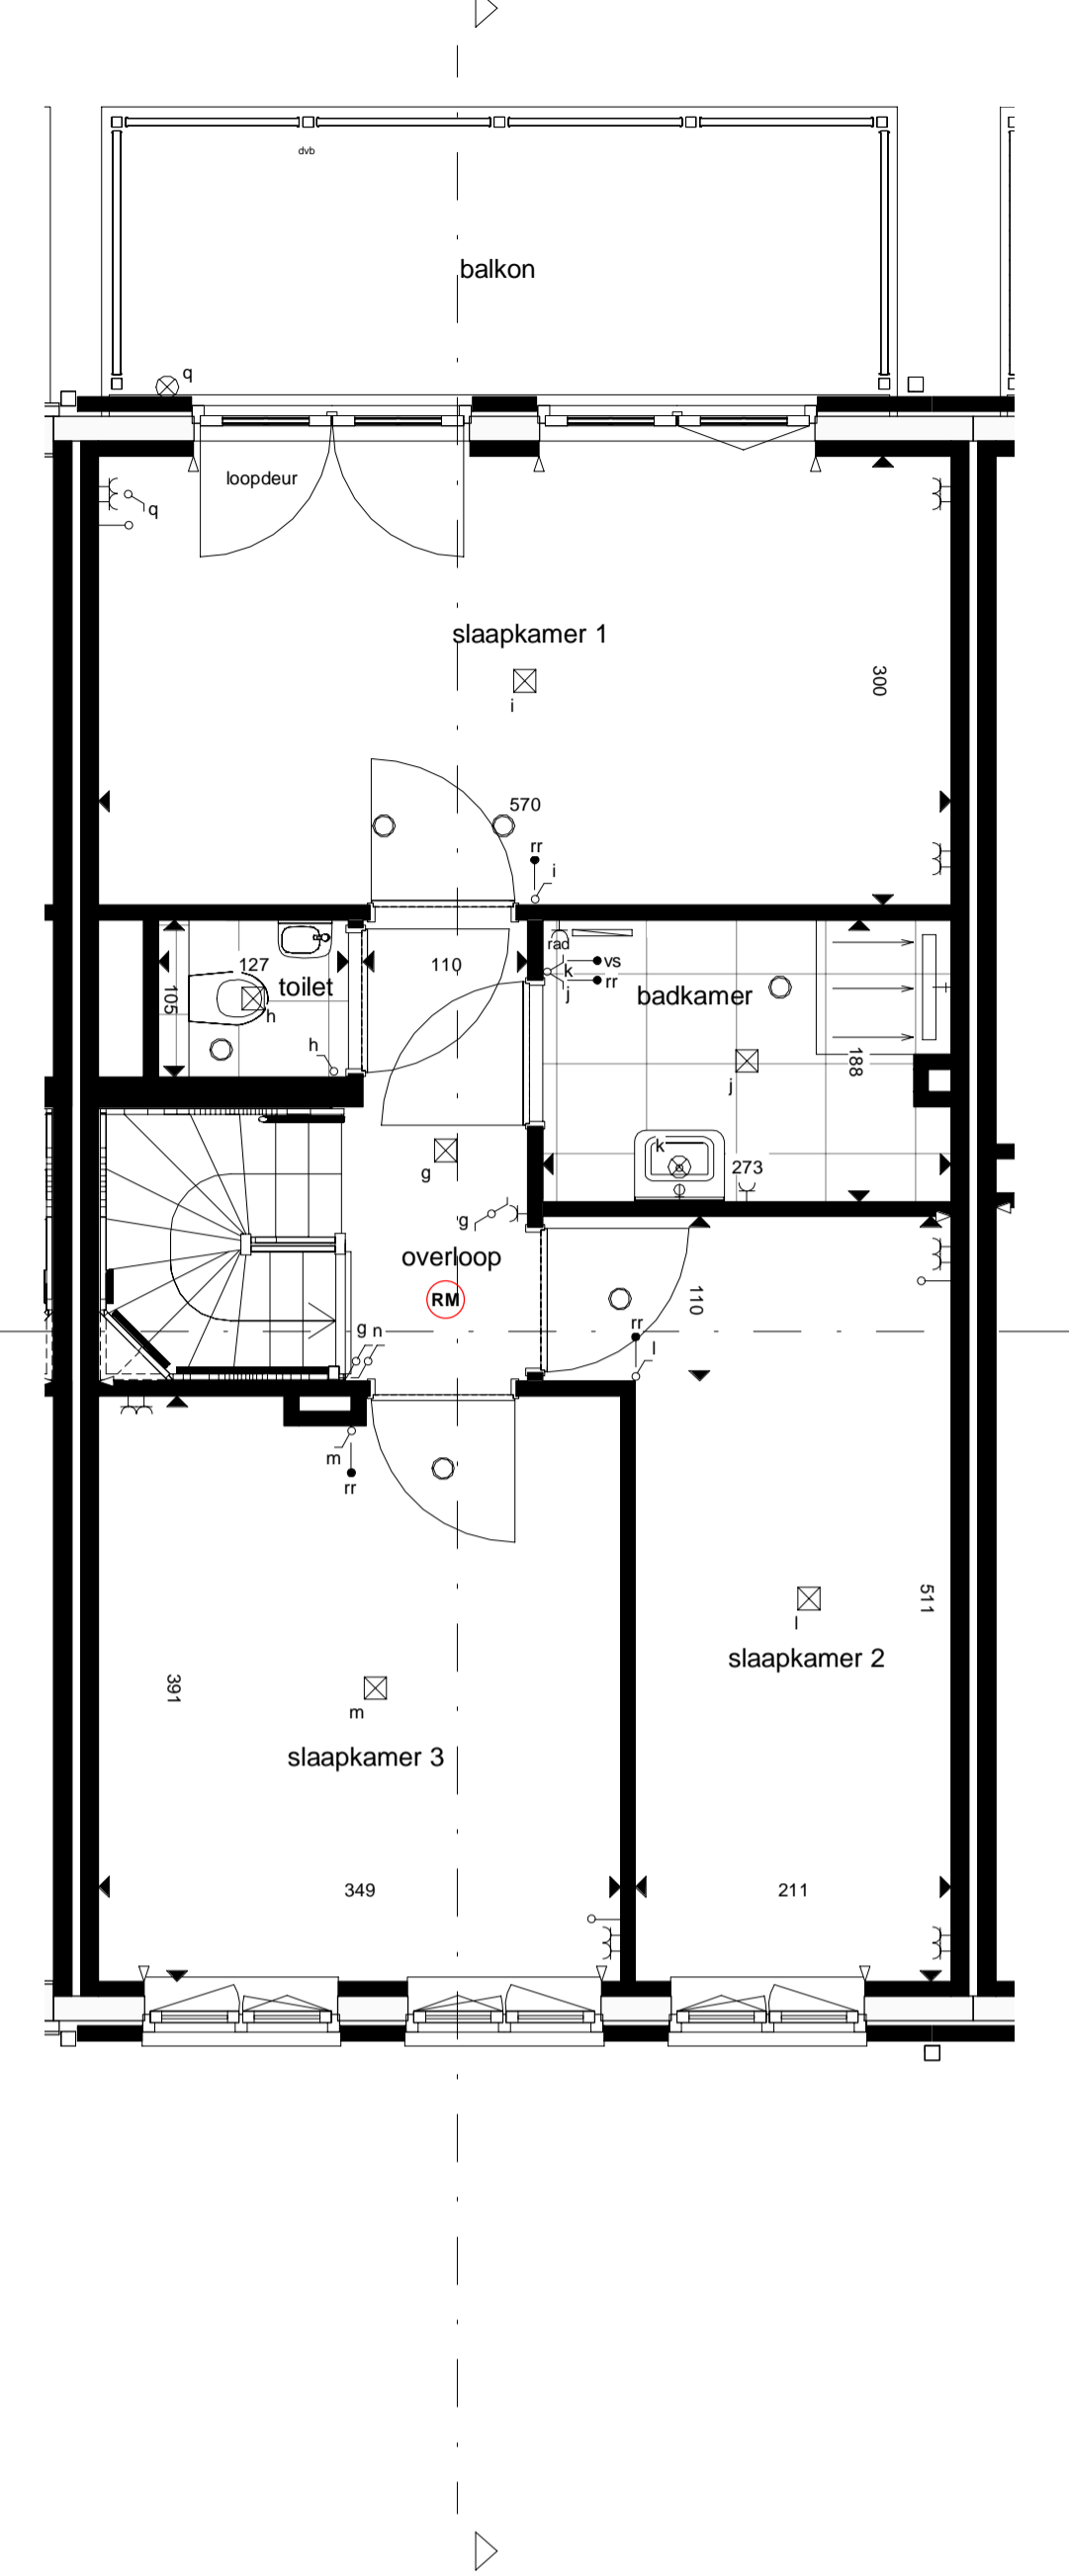 dvb
balkon
q
loopdeur
q
slaapkamer 1
i
300
570
rr
i
rad
127
110
k
vs
toilet
105
j
rr
badkamer
h
h
188
j
k
g
273
g
overloop
RM
110
g n
rr
l
m
rr
511
l
slaapkamer 2
391
m
slaapkamer 3
349
211